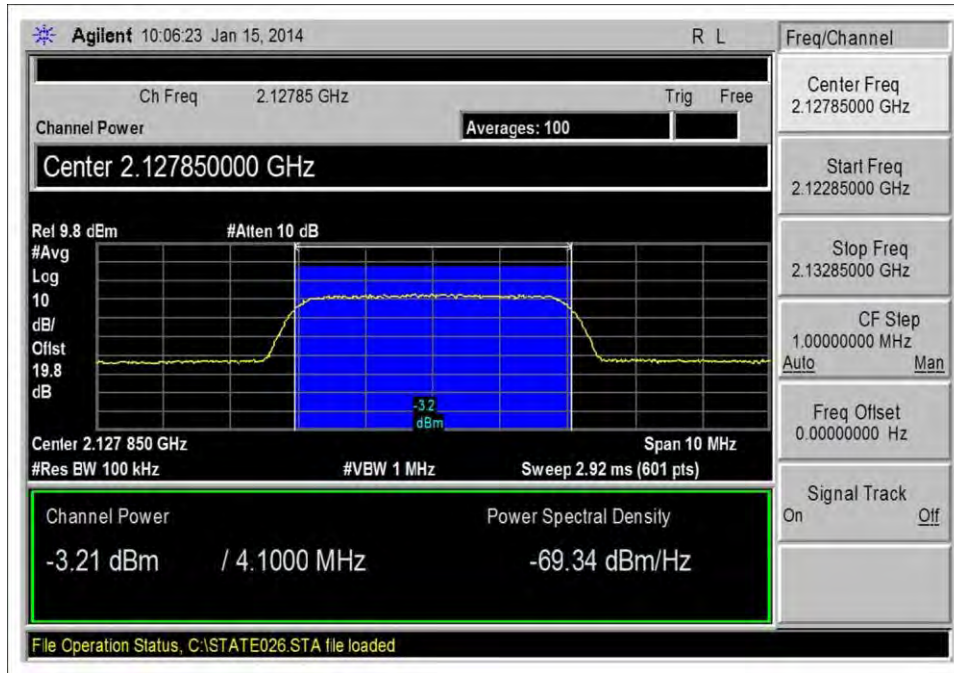 Agilent 10:06:23 Jan 15, 2014
R L
Freq/Channel
Ch Freq 2.12785 GHz
Trig Free
Channel Power
Averages: 100
Center 2.127850000 GHz
Ref 9.8 dBm #Atten 10 dB
#Avg
Log
10
dB/
Offst
19.8
dB
-3.2
dBm
Center 2.127 850 GHz
Span 10 MHz
#Res BW 100 kHz
#VBW 1 MHz
Sweep 2.92 ms (601 pts)
Channel Power
Power Spectral Density
-3.21 dBm / 4.1000 MHz
-69.34 dBm/Hz
File Operation Status, C:\STATE026.STA file loaded
Center Freq
2.12785000 GHz
Start Freq
2.12285000 GHz
Stop Freq
2.13285000 GHz
CF Step
1.00000000 MHz
Auto Man
Freq Offset
0.00000000 Hz
Signal Track
On Off